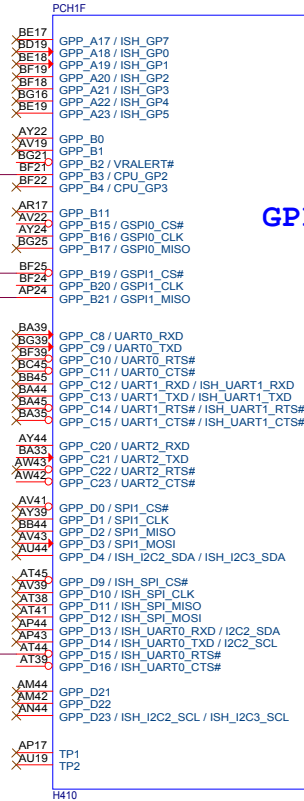 PCH1F
BE17 GPP_A17 / ISH_GP7
BD19 GPP_A18 / ISH_GP0
BE18 GPP_A19 / ISH_GP1
BF19 GPP_A20 / ISH_GP2
BF18 GPP_A21 / ISH_GP3
BG16 GPP_A22 / ISH_GP4
BE19 GPP_A23 / ISH_GP5
AY22 GPP_B0
AV19 GPP_B1
BG21 GPP_B2 / VRALERT#
BF21 GPP_B3 / CPU_GP2
BF22 GPP_B4 / CPU_GP3
AR17 GPP_B11
AV22 GPP_B15 / GSPI0_CS#
AY24 GPP_B16 / GSPI0_CLK
BG25 GPP_B17 / GSPI0_MISO
GP
BF25 GPP_B19 / GSPI1_CS#
BF24 GPP_B20 / GSPI1_CLK
AP24 GPP_B21 / GSPI1_MISO
BA39 GPP_C8 / UART0_RXD
BG39 GPP_C9 / UART0_TXD
BF39 GPP_C10 / UART0_RTS#
BC45 GPP_C11 / UART0_CTS#
BB45 GPP_C12 / UART1_RXD / ISH_UART1_RXD
BA44 GPP_C13 / UART1_TXD / ISH_UART1_TXD
BA45 GPP_C14 / UART1_RTS# / ISH_UART1_RTS#
BA35 GPP_C15 / UART1_CTS# / ISH_UART1_CTS#
AY44 GPP_C20 / UART2_RXD
BA33 GPP_C21 / UART2_TXD
AW43 GPP_C22 / UART2_RTS#
AW42 GPP_C23 / UART2_CTS#
AV41 GPP_D0 / SPI1_CS#
AY39 GPP_D1 / SPI1_CLK
BB44 GPP_D2 / SPI1_MISO
AV43 GPP_D3 / SPI1_MOSI
AU44 GPP_D4 / ISH_I2C2_SDA / ISH_I2C3_SDA
AT45 GPP_D9 / ISH_SPI_CS#
AV39 GPP_D10 / ISH_SPI_CLK
AT38 GPP_D11 / ISH_SPI_MISO
AT41 GPP_D12 / ISH_SPI_MOSI
AP44 GPP_D13 / ISH_UART0_RXD / I2C2_SDA
AP43 GPP_D14 / ISH_UART0_TXD / I2C2_SCL
AT44 GPP_D15 / ISH_UART0_RTS#
AT39 GPP_D16 / ISH_UART0_CTS#
AM44 GPP_D21
AM42 GPP_D22
AN44 GPP_D23 / ISH_I2C2_SCL / ISH_I2C3_SCL
AP17 TP1
AU19 TP2
H410